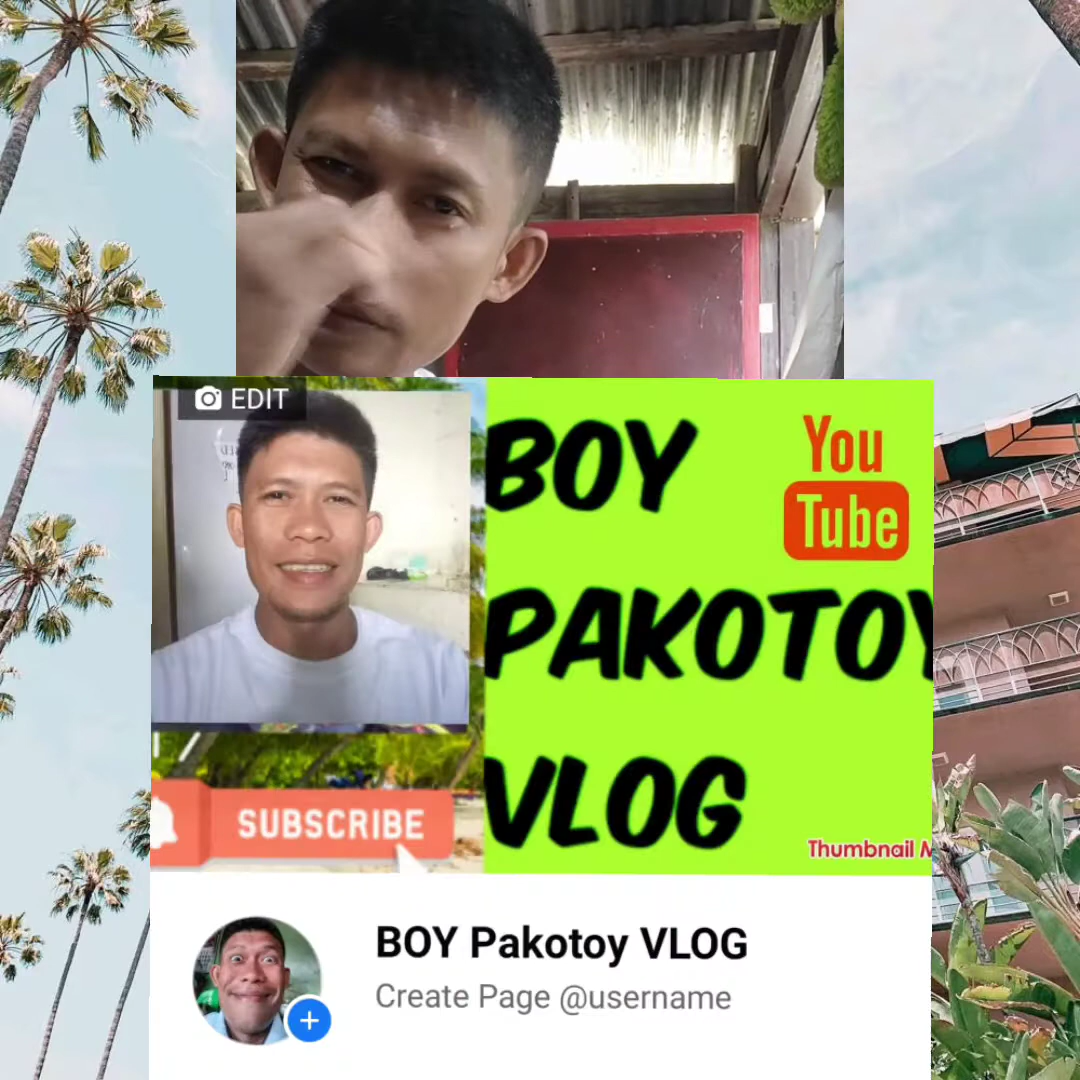 EDIT
BOY
PAKOTOY
VLOG
You
Tube
SUBSCRIBE
Thumbnail M
BOY Pakotoy VLOG
Create Page @username